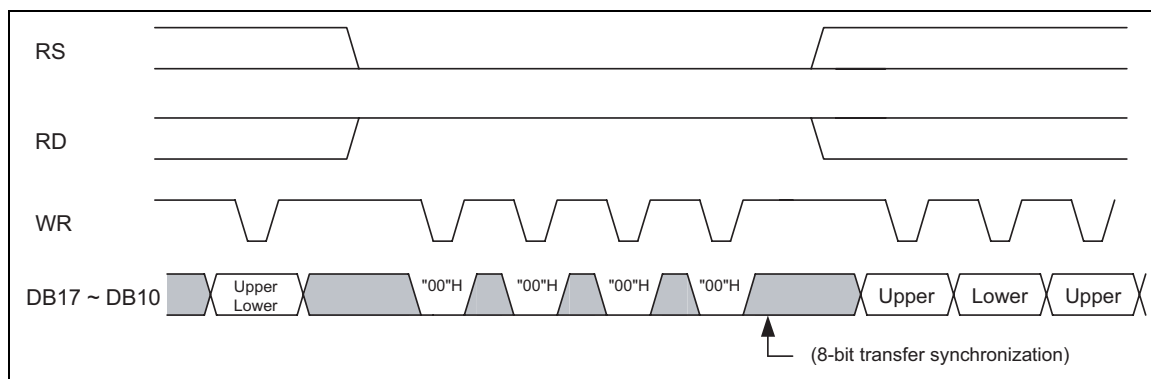 RS
RD
WR
DB17 ~ DB10
Upper
Lower
"00"H
"00"H
"00"H
"00"H
Upper
Lower
Upper
(8-bit transfer synchronization)